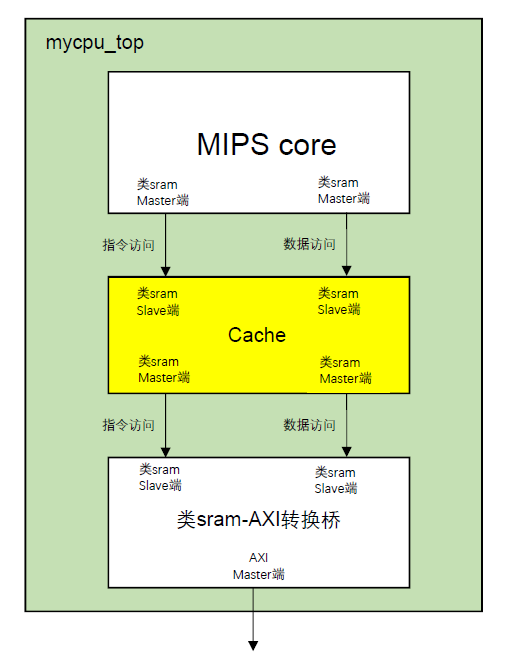 mycpu_top
MIPS core
类sram
Master端
类sram
Master端
指令访问
数据访问
类sram
Slave端
类sram
Slave端
Cache
类sram
Master端
类sram
Master端
指令访问
数据访问
类sram
Slave端
类sram
Slave端
类sram-AXI转换桥
AXI
Master端